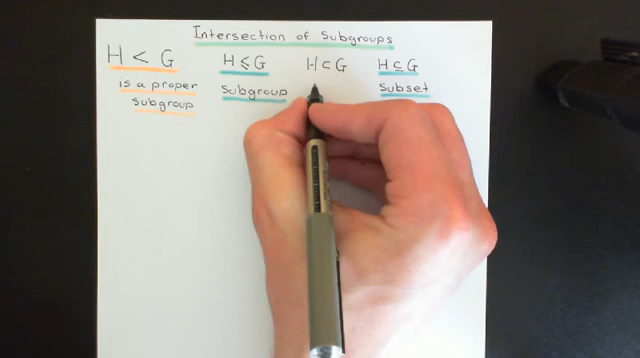 Intersection of Subgroups
H < G
is a proper
subgroup
H ⩽ G
Subgroup
H ⊂ G
H ⊆ G
Subset